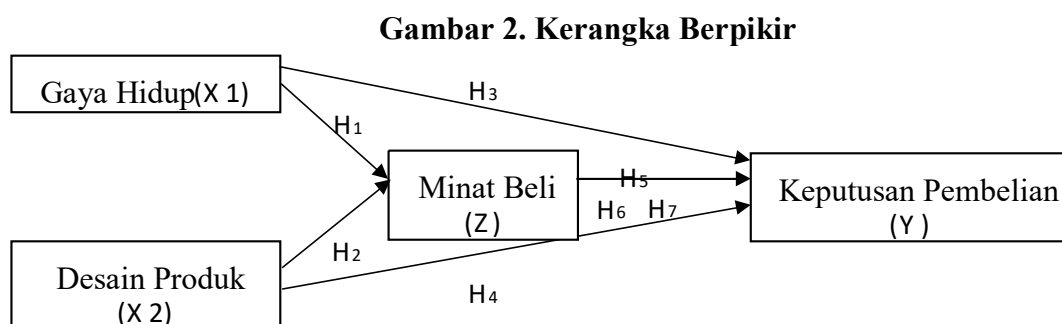 Gambar 2. Kerangka Berpikir
Gaya Hidup(X 1)
H3
H1
Minat Beli
(Z)
H5
H6 H7
Keputusan Pembelian
(Y )
H2
Desain Produk
(X 2)
H4